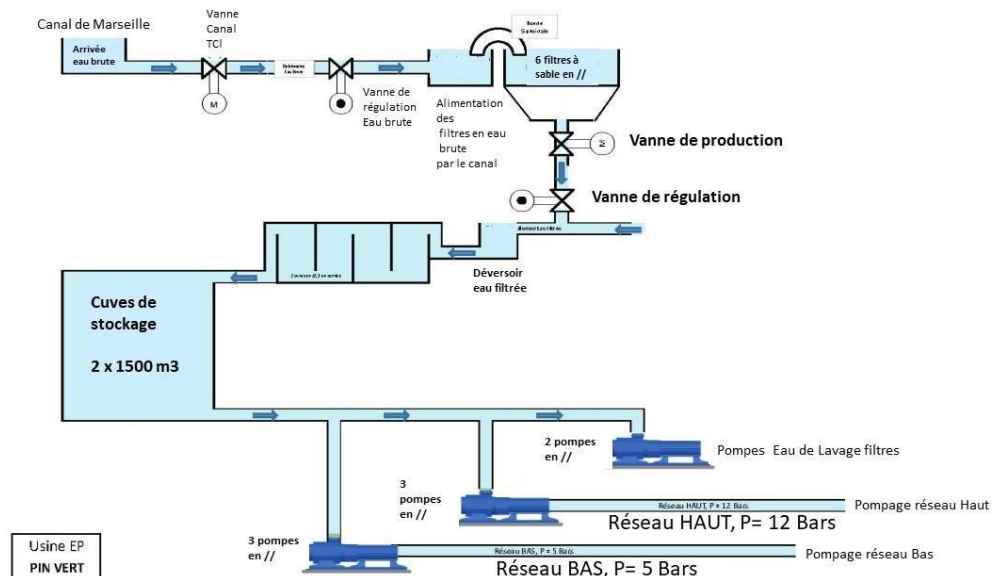 Canal de Marseille
Arrivée
eau brute
Vanne
Canal
TCl
M
Vanne de
régulation
Eau brute
Alimentation
des
filtres en eau
brute
par le canal
6 filtres à
sable en //
M
Vanne de production
Vanne de régulation
Déversoir
eau filtrée
Cuves de
stockage
2 x 1500 m3
2 pompes
en //
Pompes Eau de Lavage filtres
3
pompes
en //
Réseau HAUT, P= 12 Bars
Pompage réseau Haut
Réseau HAUT, P= 12 Bars
3 pompes
en //
Réseau BAS, P= 5 Bars
Pompage réseau Bas
Réseau BAS, P= 5 Bars
Usine EP
PIN VERT